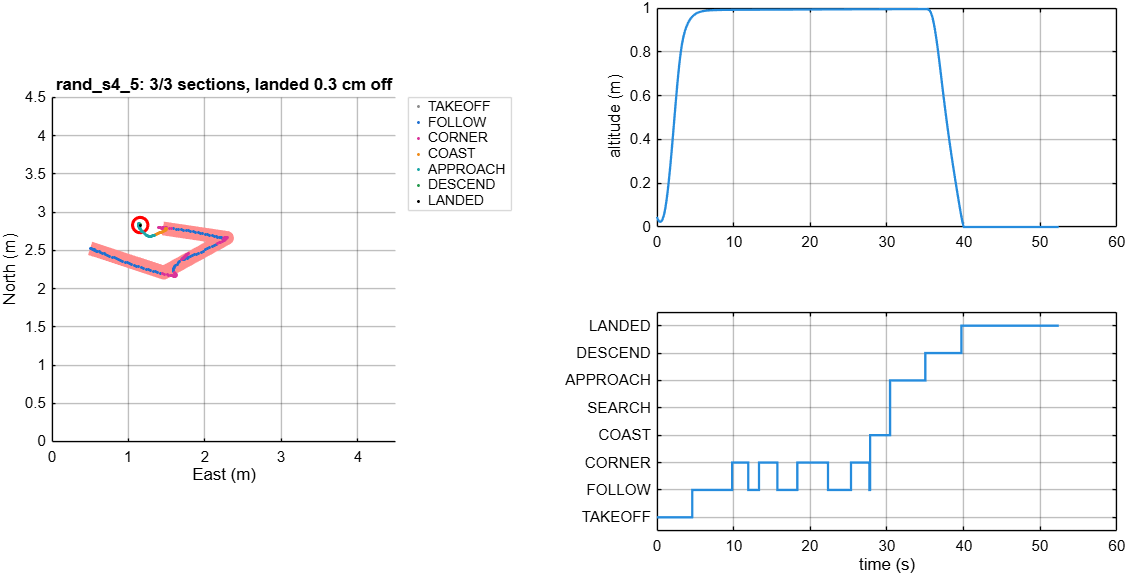 rand_s4_5: 3/3 sections, landed 0.3 cm off
4.5
4
3.5
3
2.5
2
1.5
1
0.5
0
0
1
2
3
4
East (m)
North (m)
TAKEOFF
FOLLOW
CORNER
COAST
APPROACH
DESCEND
LANDED
1
0.8
0.6
0.4
0.2
0
altitude (m)
0
10
20
30
40
50
60
LANDED
DESCEND
APPROACH
SEARCH
COAST
CORNER
FOLLOW
TAKEOFF
0
10
20
30
40
50
60
time (s)